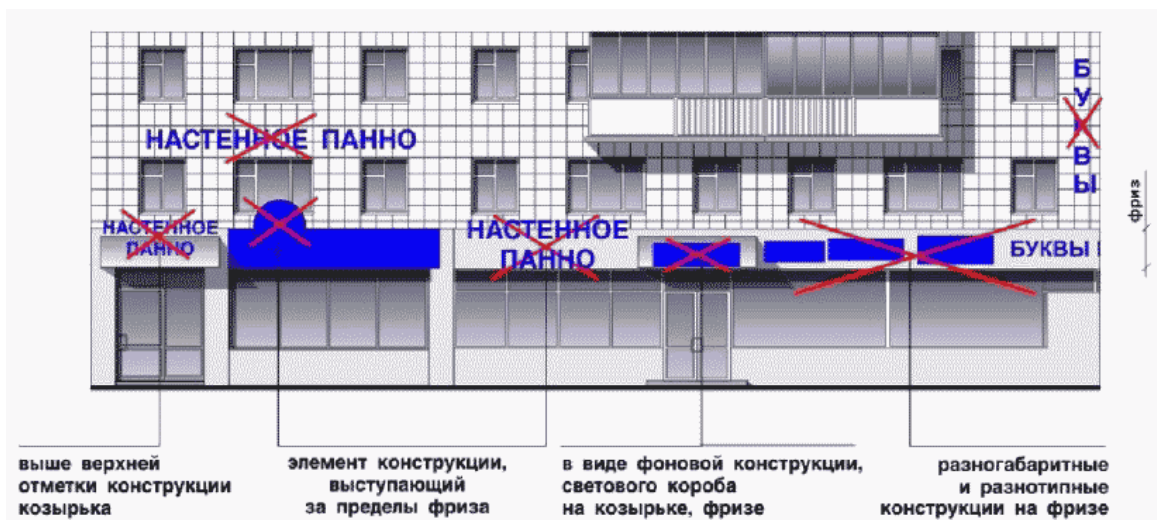 Б
У
К
В
Ы
НАСТЕННОЕ ПАННО
фриз
НАСТЕННОЕ
ПАННО
НАСТЕННОЕ
ПАННО
БУКВЫ
выше верхней
отметки конструкции
козырька
элемент конструкции,
выступающий
за пределы фриза
в виде фоновой конструкции,
светового короба
на козырьке, фризе
разногабаритные
и разнотипные
конструкции на фризе